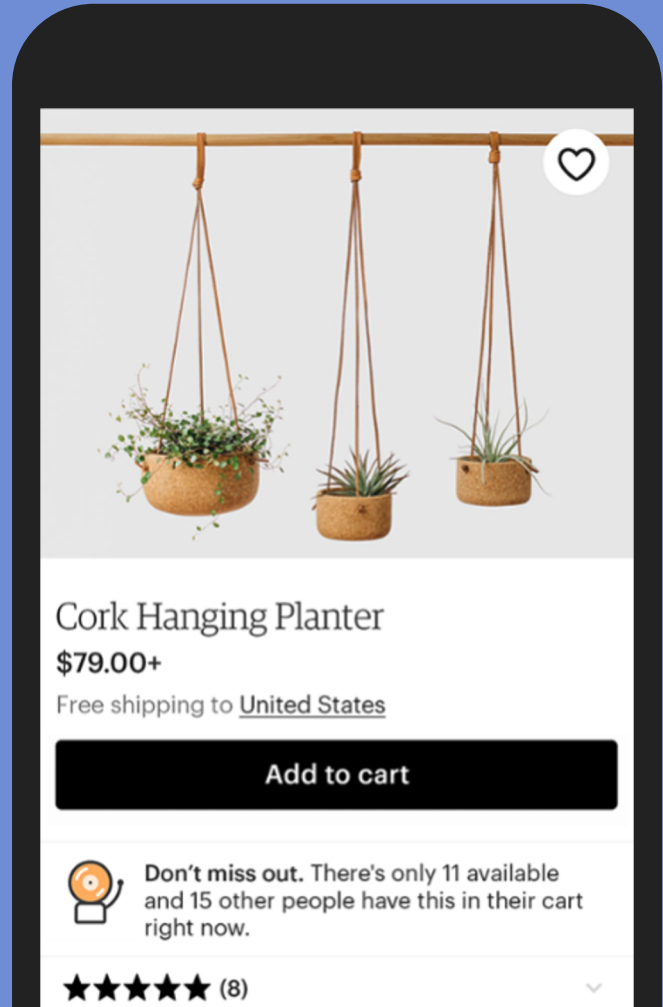 Cork Hanging Planter
$79.00+
Free shipping to United States
Add to cart
Don't miss out. There's only 11 available
and 15 other people have this in their cart
right now.
(8)